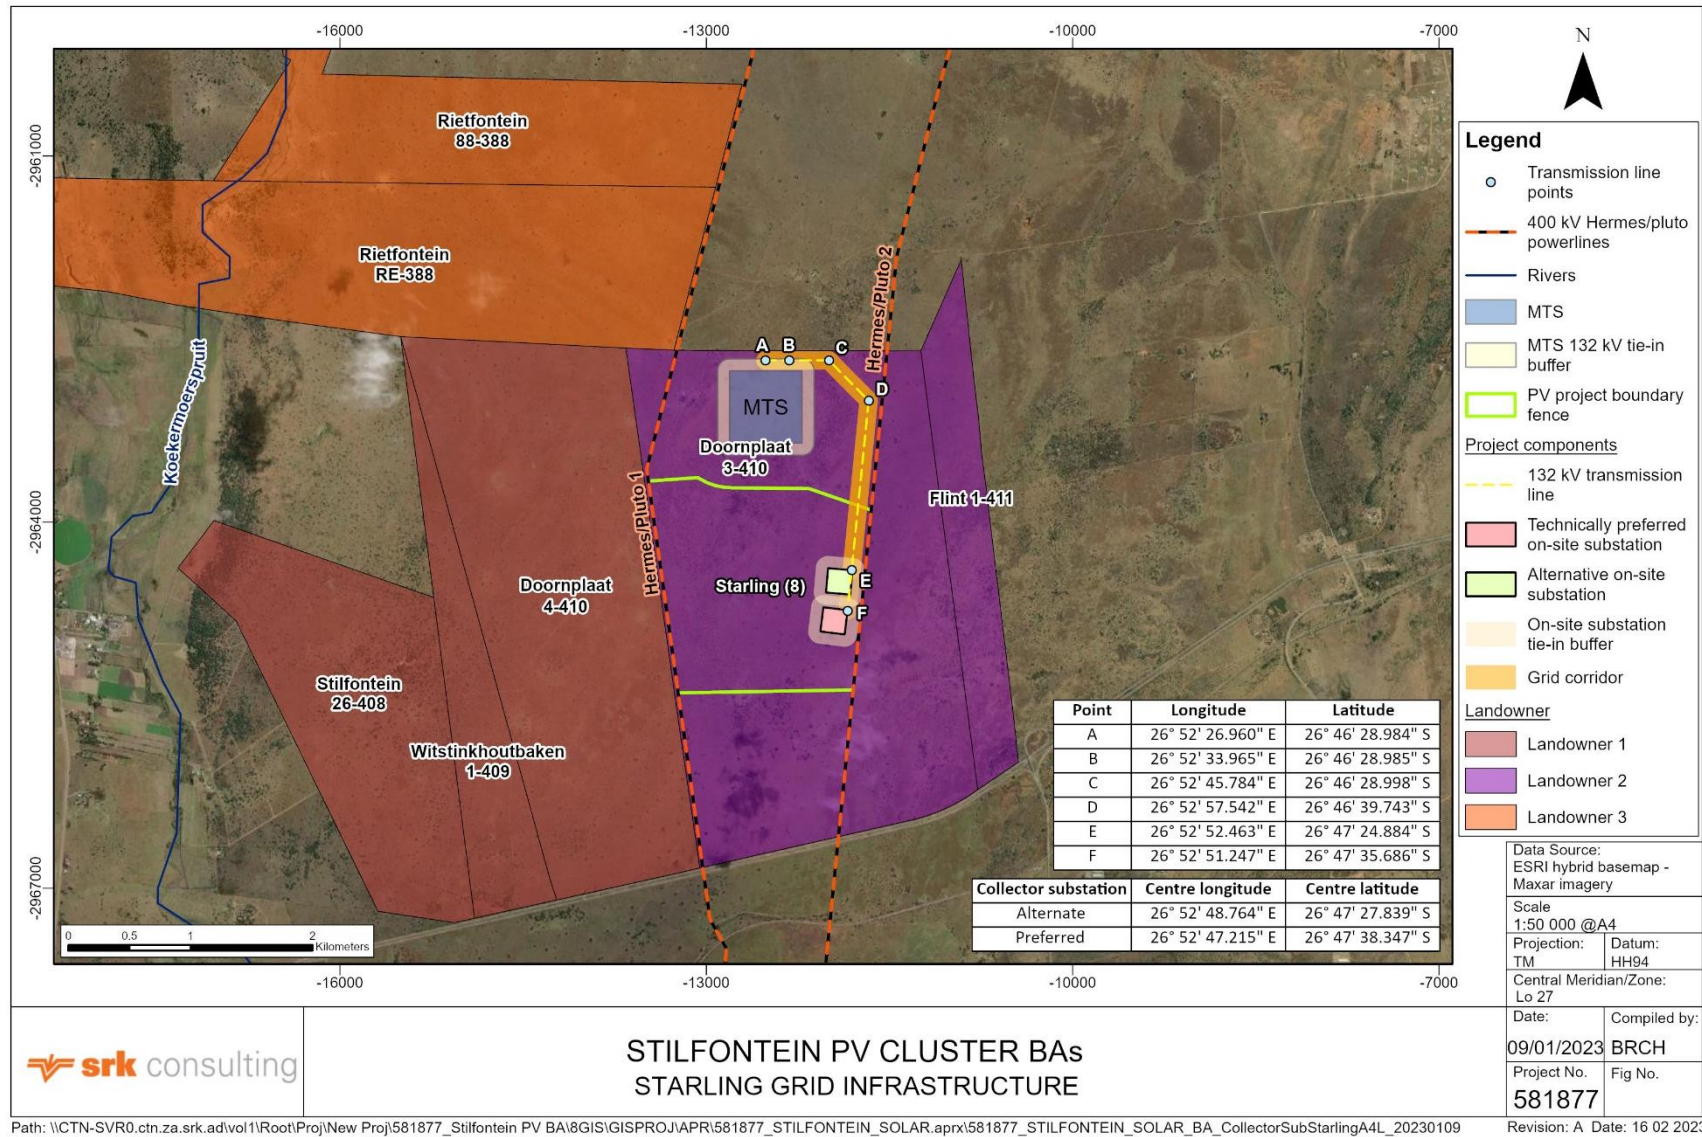 -16000
-13000
-10000
-7000
-2961000
-2964000
-2967000
Rietfontein
88-388
Rietfontein
RE-388
Koekermoerspruit
Hermes/Pluto 2
Hermes/Pluto 1
A
B
C
D
MTS
Doornplaat
3-410
Flint 1-411
Doornplaat
4-410
Starling (8)
E
F
Stilfontein
26-408
Witstinkhoutbaken
1-409
Point Longitude Latitude
A 26° 52' 26.960" E 26° 46' 28.984" S
B 26° 52' 33.965" E 26° 46' 28.985" S
C 26° 52' 45.784" E 26° 46' 28.998" S
D 26° 52' 57.542" E 26° 46' 39.743" S
E 26° 52' 52.463" E 26° 47' 24.884" S
F 26° 52' 51.247" E 26° 47' 35.686" S
Collector substation Centre longitude Centre latitude
Alternate 26° 52' 48.764" E 26° 47' 27.839" S
Preferred 26° 52' 47.215" E 26° 47' 38.347" S
0 0.5 1 2
Kilometers
-16000
-13000
-10000
-7000
N
Legend
Transmission line
points
400 kV Hermes/pluto
powerlines
Rivers
MTS
MTS 132 kV tie-in
buffer
PV project boundary
fence
Project components
132 kV transmission
line
Technically preferred
on-site substation
Alternative on-site
substation
On-site substation
tie-in buffer
Grid corridor
Landowner
Landowner 1
Landowner 2
Landowner 3
Data Source:
ESRI hybrid basemap -
Maxar imagery
Scale
1:50 000 @A4
Projection: Datum:
TM HH94
Central Meridian/Zone:
Lo 27
Date: Compiled by:
09/01/2023 BRCH
Project No. Fig No.
581877
srk consulting
STILFONTEIN PV CLUSTER BAs
STARLING GRID INFRASTRUCTURE
Path: \\CTN-SVR0.ctn.za.srk.ad\vol1\Root\Proj\New Proj\581877_Stilfontein PV BA\8GIS\GISPROJ\APR\581877_STILFONTEIN_SOLAR.aprx\581877_STILFONTEIN_SOLAR_BA_CollectorSubStarlingA4L_20230109
Revision: A Date: 16 02 202